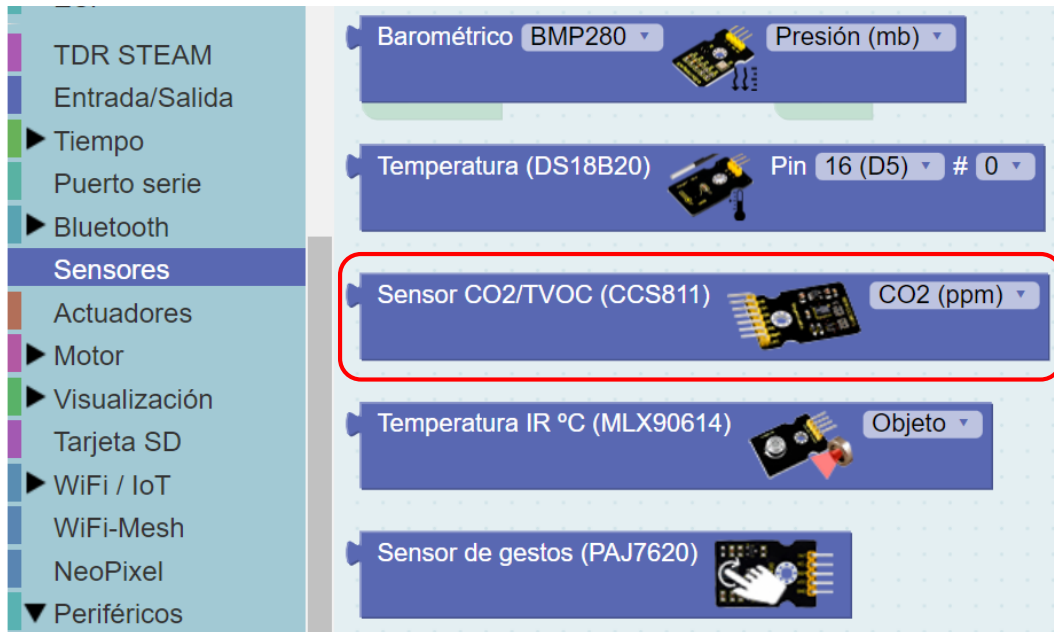 TDR STEAM
Entrada/Salida
Tiempo
Puerto serie
Bluetooth
Sensores
Actuadores
Motor
Visualización
Tarjeta SD
WiFi / IoT
WiFi-Mesh
NeoPixel
Periféricos
Barométrico BMP280 Presión (mb)
Temperatura (DS18B20) Pin 16 (D5) # 0
Sensor CO2/TVOC (CCS811) CO2 (ppm)
Temperatura IR ºC (MLX90614) Objeto
Sensor de gestos (PAJ7620)